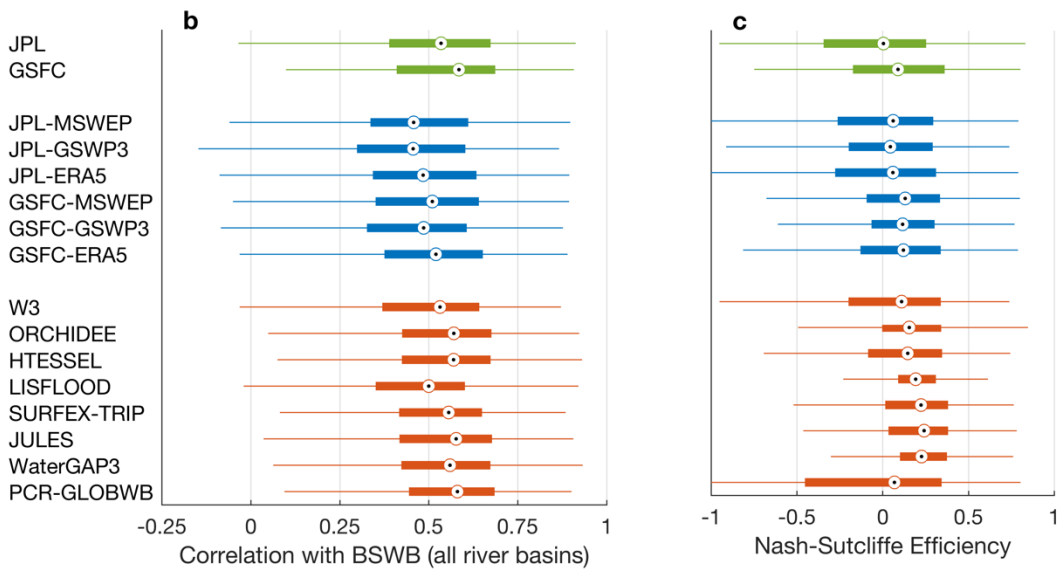 b
c
JPL
GSFC
JPL-MSWEP
JPL-GSWP3
JPL-ERA5
GSFC-MSWEP
GSFC-GSWP3
GSFC-ERA5
W3
ORCHIDEE
HTESSEL
LISFLOOD
SURFEX-TRIP
JULES
WaterGAP3
PCR-GLOBWB
-0.25 0 0.25 0.5 0.75 1
Correlation with BSWB (all river basins)
-1 -0.5 0 0.5 1
Nash-Sutcliffe Efficiency